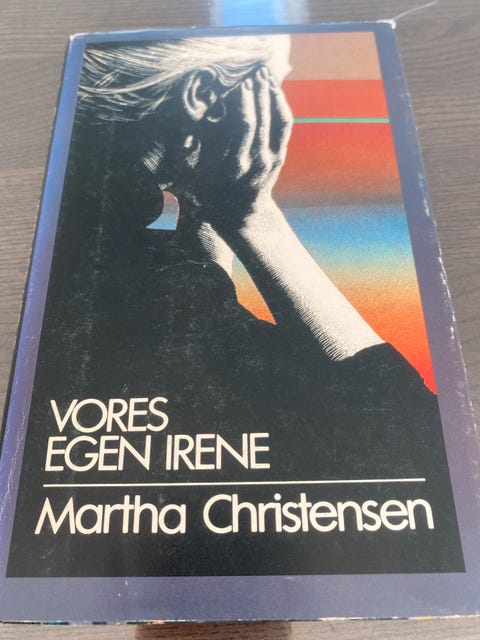 VORES
EGEN IRENE
Martha Christensen